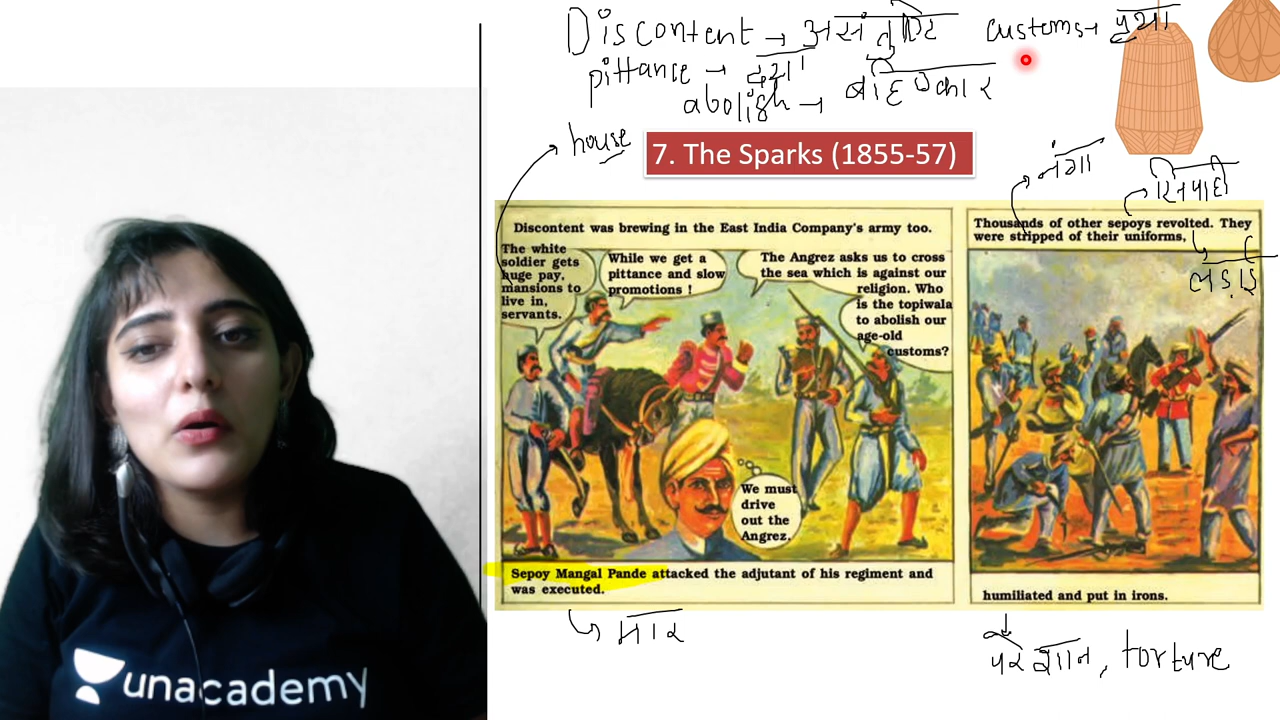 Discontent → असंतुष्टि customs → प्रथा
pittance → दया
abolish → बहिष्कार
house
7. The Sparks (1855-57)
नंगा
सिपाही
लडाई
Discontent was brewing in the East India Company's army too.
The white
soldier gets
huge pay,
mansions to
live in,
servants.
While we get a
pittance and slow
promotions !
The Angrez asks us to cross
the sea which is against our
religion. Who
is the topiwala
to abolish our
age-old
customs?
We must
drive
out the
Angrez.
Sepoy Mangal Pande attacked the adjutant of his regiment and
was executed.
मार
Thousands of other sepoys revolted. They
were stripped of their uniforms,
humiliated and put in irons.
परेशान, torture
unacademy